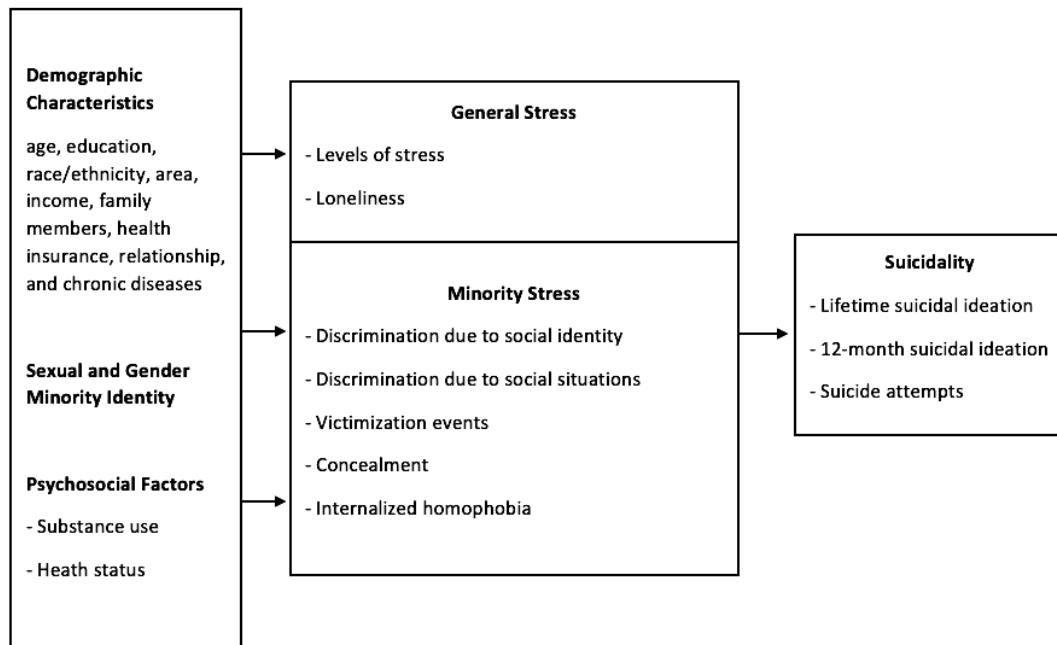 Demographic
Characteristics
age, education,
race/ethnicity, area,
income, family
members, health
insurance, relationship,
and chronic diseases
Sexual and Gender
Minority Identity
Psychosocial Factors
- Substance use
- Heath status
General Stress
- Levels of stress
- Loneliness
Minority Stress
- Discrimination due to social identity
- Discrimination due to social situations
- Victimization events
- Concealment
- Internalized homophobia
Suicidality
- Lifetime suicidal ideation
- 12-month suicidal ideation
- Suicide attempts